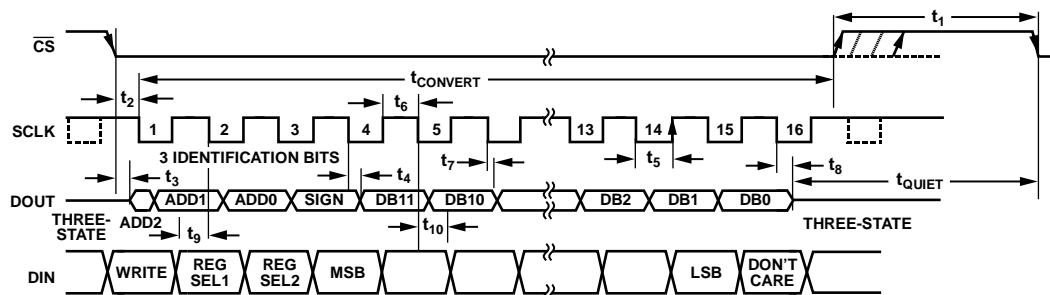 t1
CS
tCONVERT
t2
t6
SCLK
1 2 3 4 5 13 14 15 16
3 IDENTIFICATION BITS
t7
t5
t8
t3
t4
tQUIET
DOUT
ADD1 ADD0 SIGN DB11 DB10 DB2 DB1 DB0
THREE-
STATE
ADD2
THREE-STATE
t9
t10
DIN
WRITE
REG
SEL1
REG
SEL2
MSB
LSB
DON'T
CARE